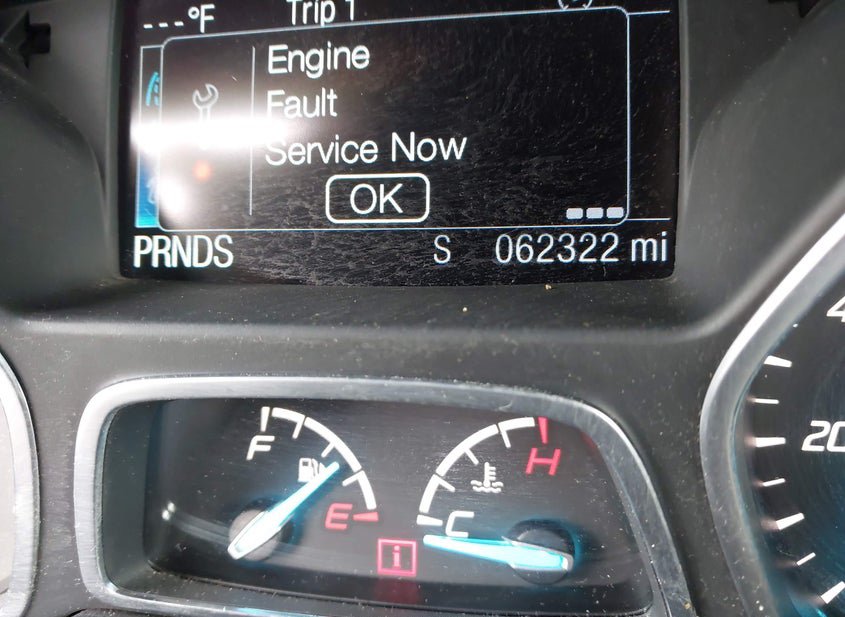 ---°F Trip 1
Engine
Fault
Service Now
OK
PRNDS S 062322 mi
F
E
H
C
i
20